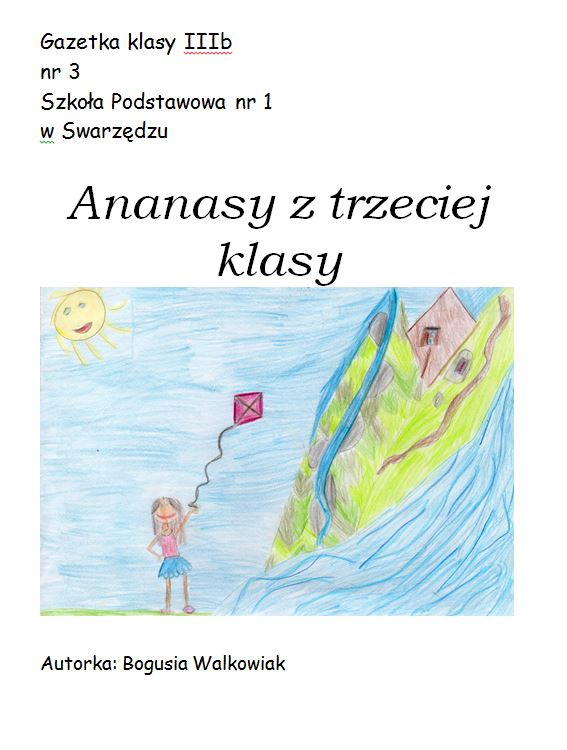 Gazetka klasy IIIb
nr 3
Szkoła Podstawowa nr 1
w Swarzędzu
Ananasy z trzeciej
klasy
Autorka: Bogusia Walkowiak